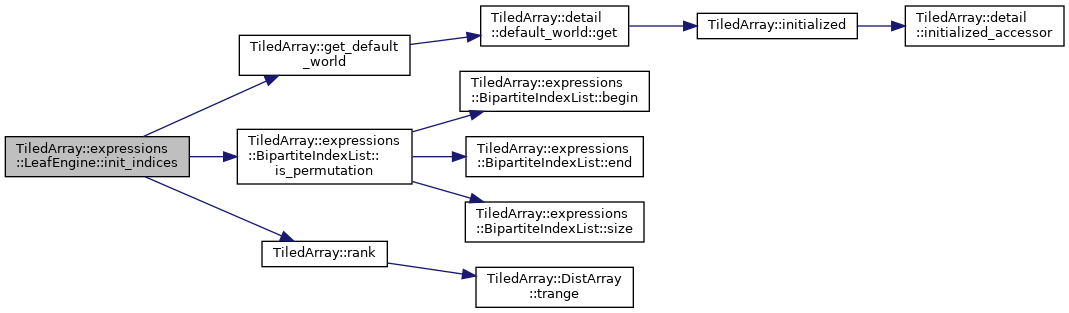 TiledArray::expressions
::LeafEngine::init_indices
TiledArray::get_default
_world
TiledArray::detail
::default_world::get
TiledArray::initialized
TiledArray::detail
::initialized_accessor
TiledArray::expressions
::BipartiteIndexList::
is_permutation
TiledArray::expressions
::BipartiteIndexList::begin
TiledArray::expressions
::BipartiteIndexList::end
TiledArray::expressions
::BipartiteIndexList::size
TiledArray::rank
TiledArray::DistArray
::trange